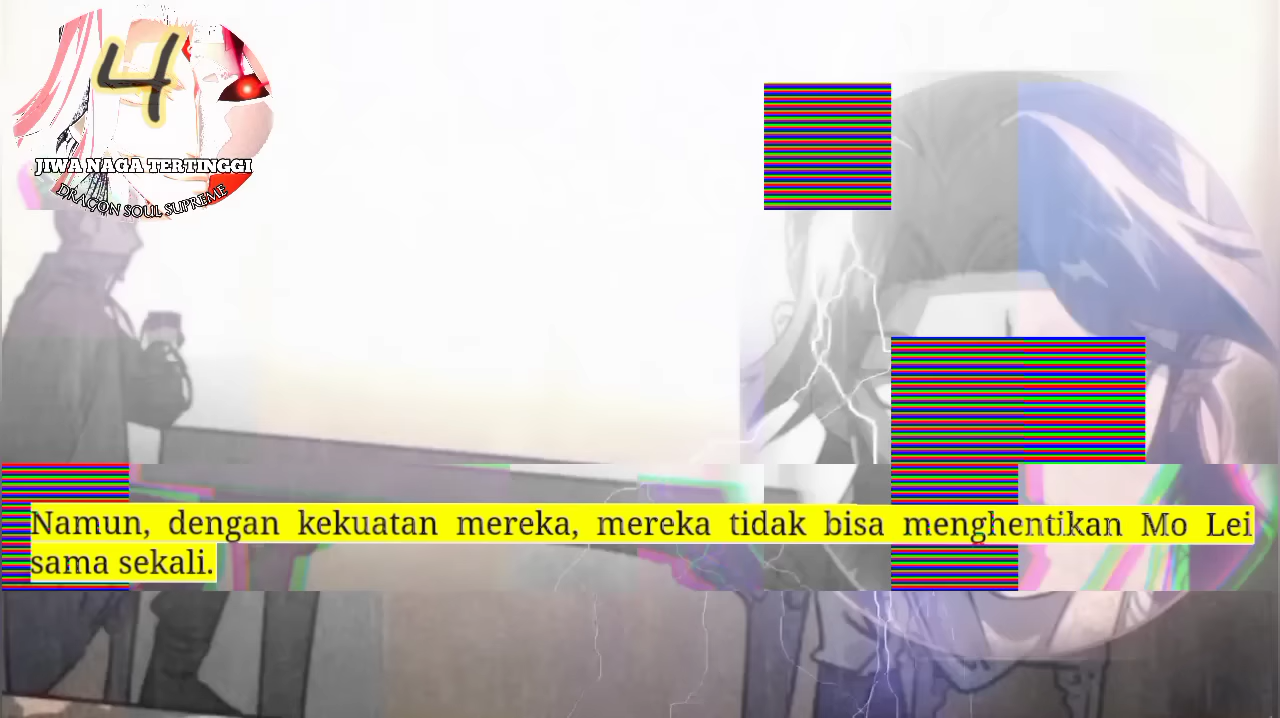 4
JIWA NAGA TERTINGGI
DRAGON SOUL SUPREME
Namun, dengan kekuatan mereka, mereka tidak bisa menghentikan Mo Lei
sama sekali.